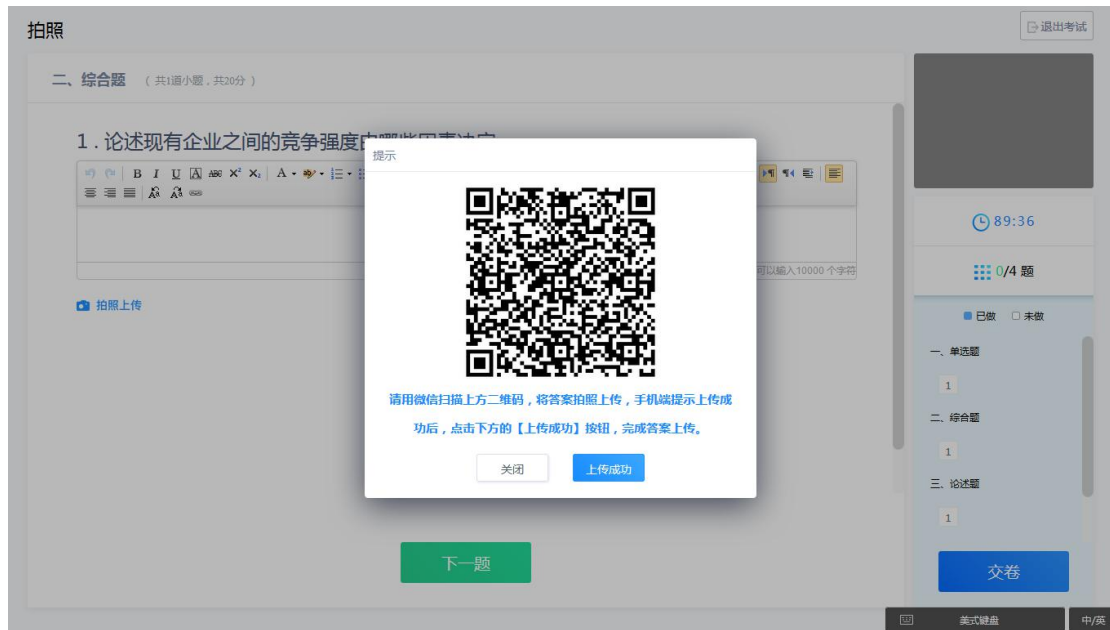 拍照
退出考试
二、综合题 （ 共1道小题 , 共20分 ）
1 . 论述现有企业之间的竞争强度由哪些因素决定
提示
可以输入10000 个字符
拍照上传
请用微信扫描上方二维码 , 将答案拍照上传 , 手机端提示上传成
功后 , 点击下方的【上传成功】按钮 , 完成答案上传。
关闭
上传成功
下一题
89:36
0/4 题
已做
未做
一、单选题
1
二、综合题
1
三、论述题
1
交卷
美式键盘
中/英